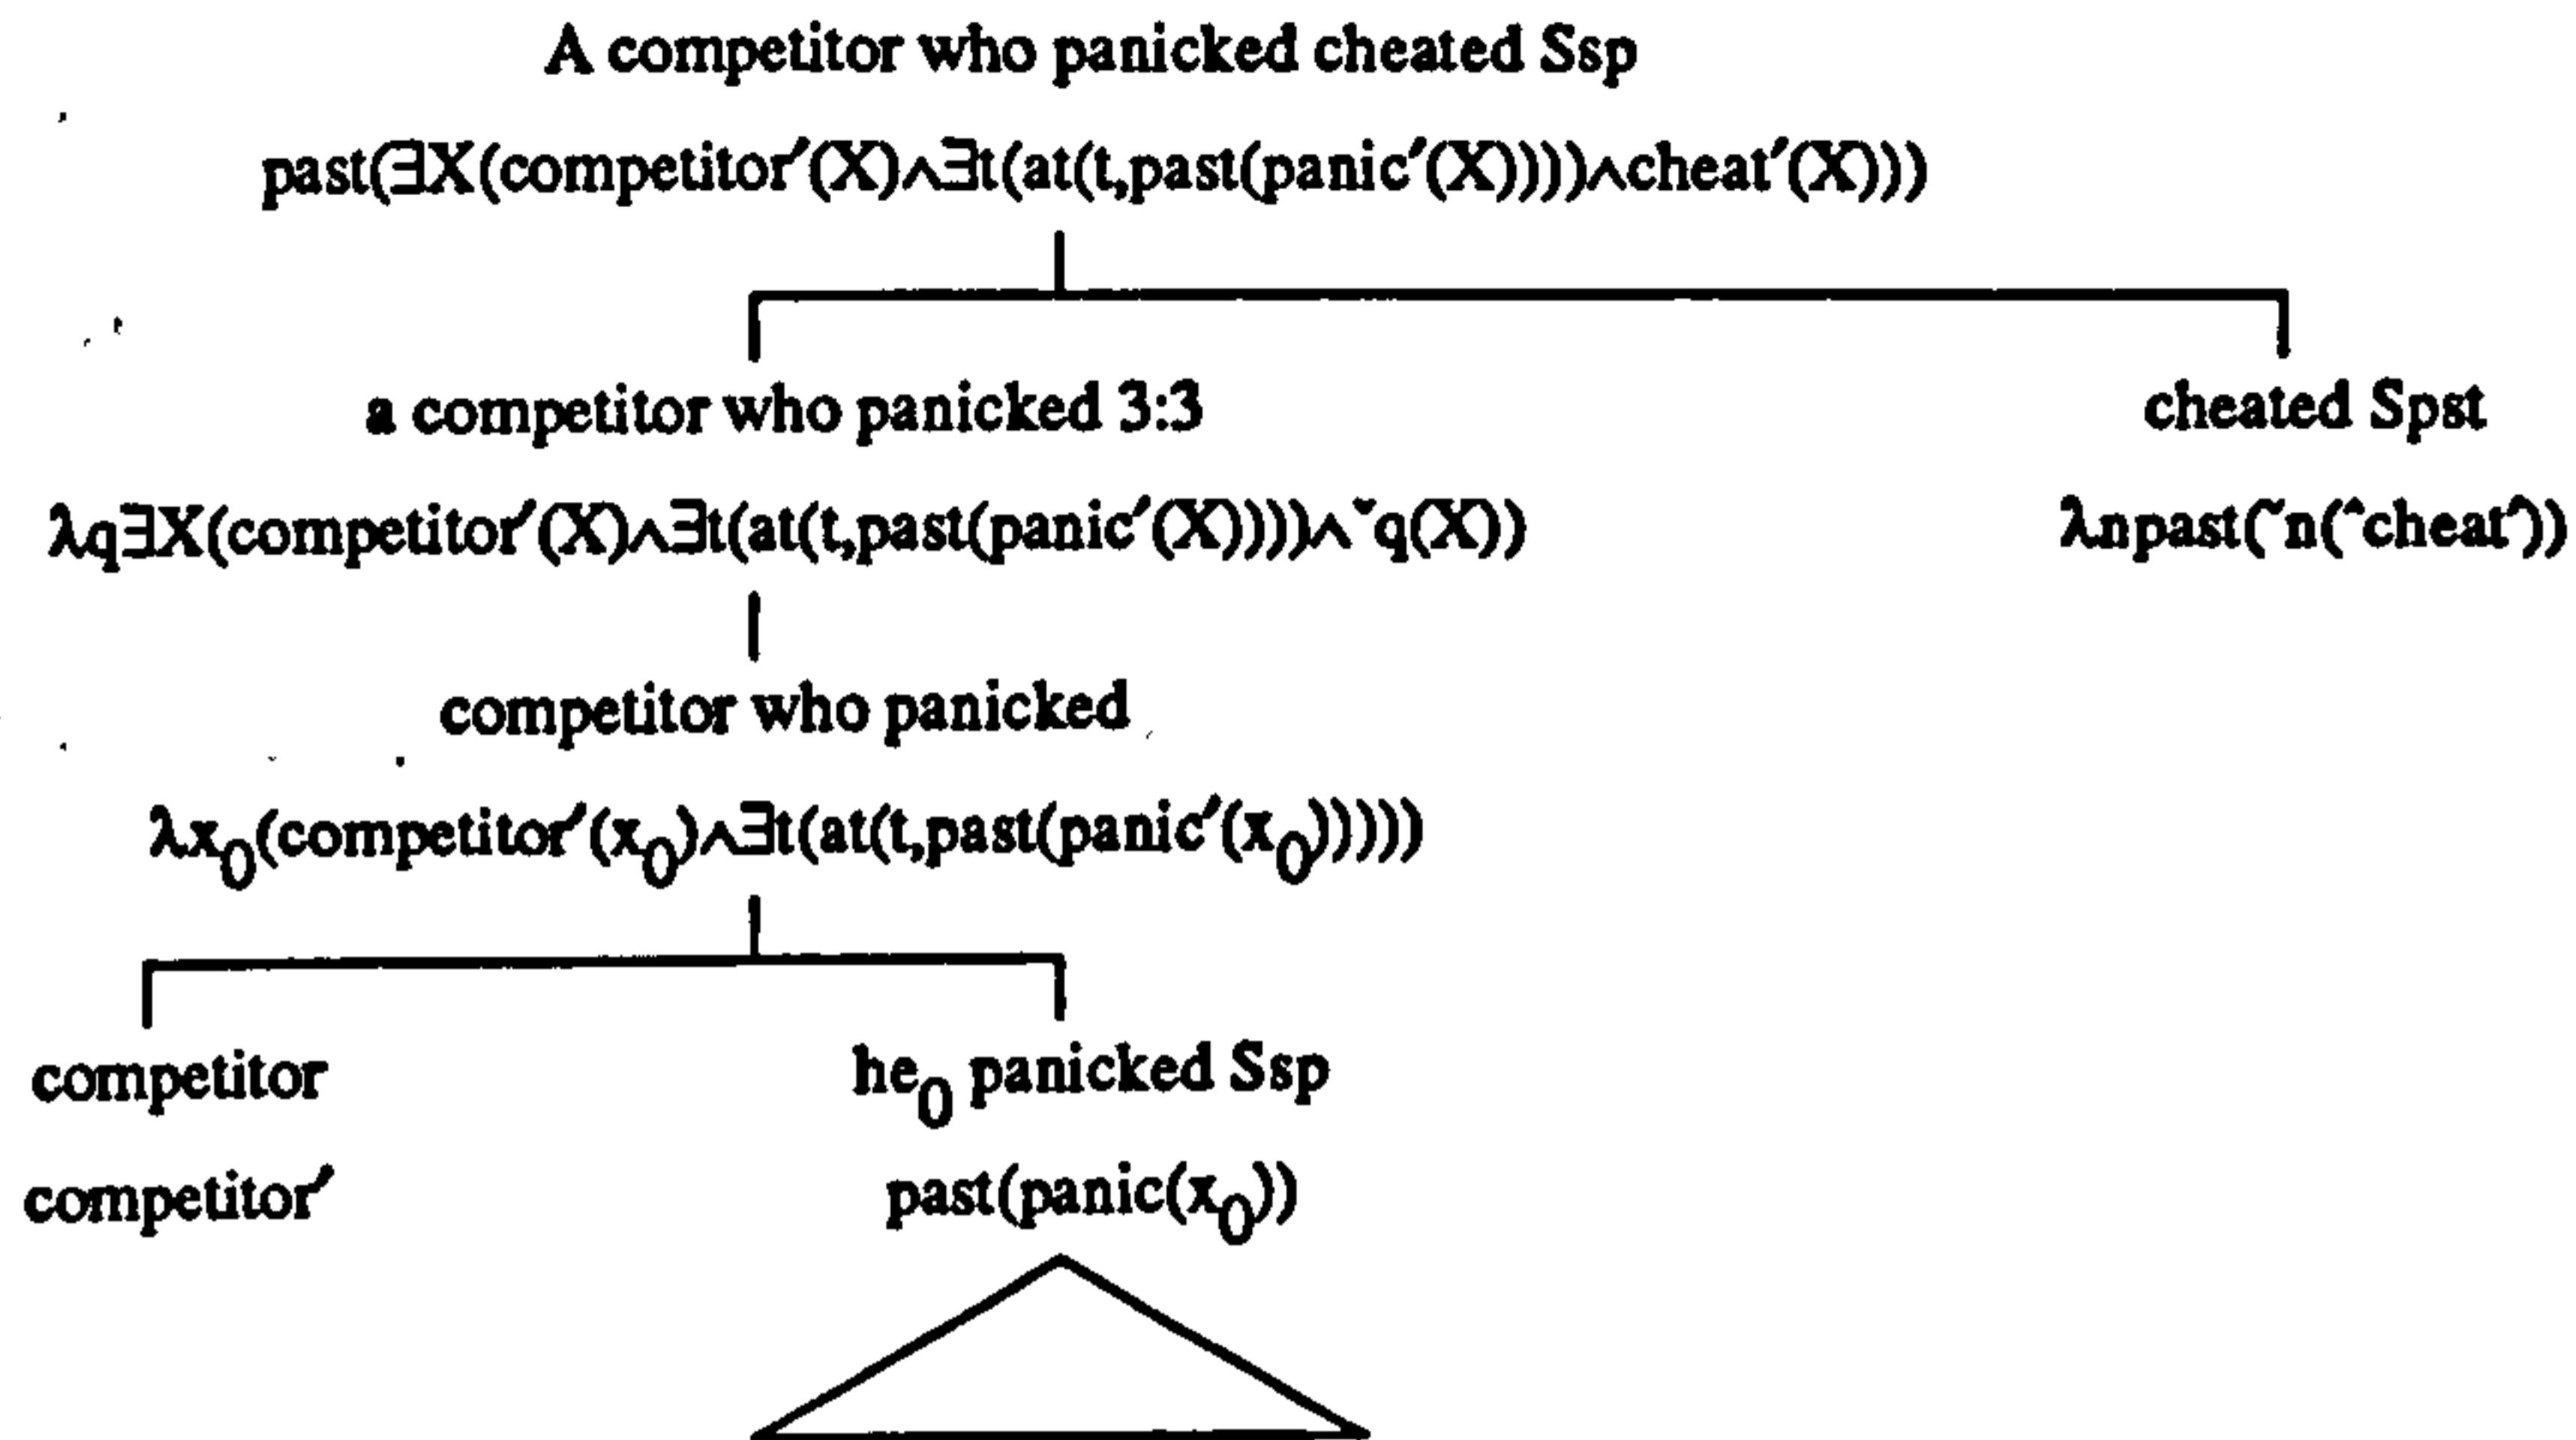 A competitor who panicked cheated Ssp
past(∃X(competitor′(X)∧∃t(at(t,past(panic′(X))))∧cheat′(X)))
a competitor who panicked 3:3 cheated Spst
λq∃X(competitor′(X)∧∃t(at(t,past(panic′(X))))∧ˇq(X)) λnpast(ˇn(ˆcheat′))
competitor who panicked
λx₀(competitor′(x₀)∧∃t(at(t,past(panic′(x₀)))))
competitor he₀ panicked Ssp
competitor′ past(panic(x₀))